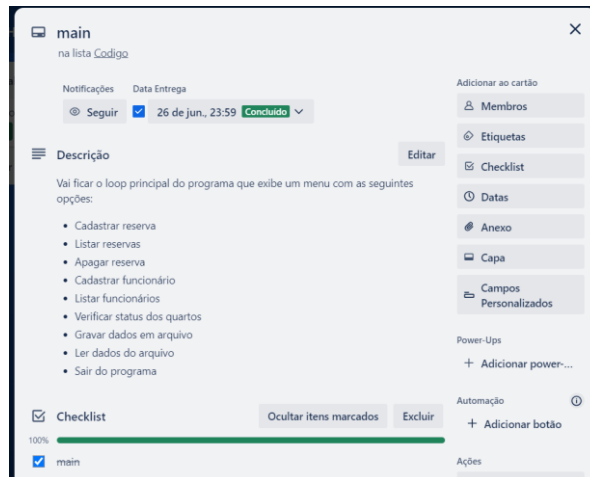 main
na lista Codigo
Notificações Data Entrega
Seguir 26 de jun., 23:59 Concluído
Descrição Editar
Vai ficar o loop principal do programa que exibe um menu com as seguintes
opções:
Cadastrar reserva
Listar reservas
Apagar reserva
Cadastrar funcionário
Listar funcionários
Verificar status dos quartos
Gravar dados em arquivo
Ler dados do arquivo
Sair do programa
Checklist Ocultar itens marcados Excluir
100%
main
Adicionar ao cartão
Membros
Etiquetas
Checklist
Datas
Anexo
Capa
Campos
Personalizados
Power-Ups
+ Adicionar power-...
Automação
+ Adicionar botão
Ações